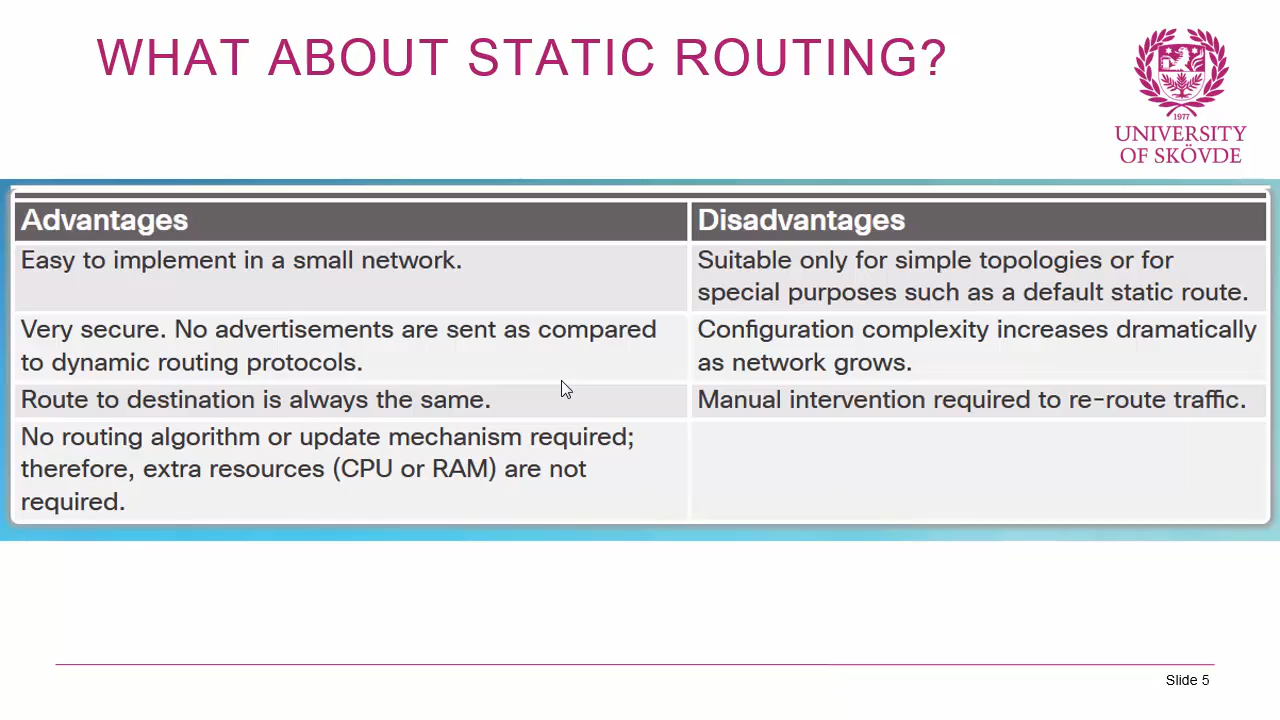 WHAT ABOUT STATIC ROUTING?
1977
UNIVERSITY
OF SKÖVDE
Advantages
Disadvantages
Easy to implement in a small network.
Suitable only for simple topologies or for
special purposes such as a default static route.
Very secure. No advertisements are sent as compared
to dynamic routing protocols.
Configuration complexity increases dramatically
as network grows.
Route to destination is always the same.
Manual intervention required to re-route traffic.
No routing algorithm or update mechanism required;
therefore, extra resources (CPU or RAM) are not
required.
Slide 5